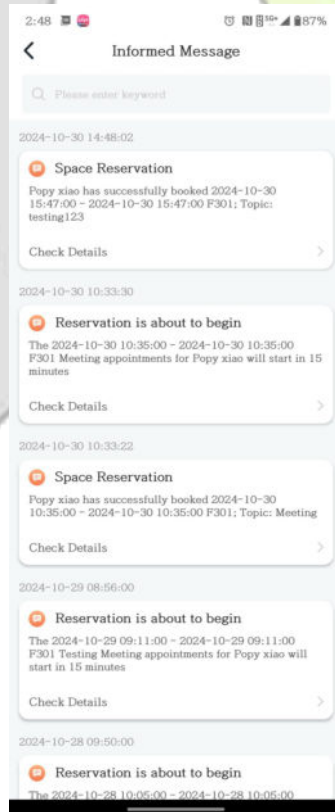 2:48
87%
Informed Message
Please enter keyword
2024-10-30 14:48:02
Space Reservation
Popy xiao has successfully booked 2024-10-30
15:47:00 - 2024-10-30 15:47:00 F301; Topic:
testing123
Check Details
2024-10-30 10:33:30
Reservation is about to begin
The 2024-10-30 10:35:00 - 2024-10-30 10:35:00
F301 Meeting appointments for Popy xiao will start in 15
minutes
Check Details
2024-10-30 10:33:22
Space Reservation
Popy xiao has successfully booked 2024-10-30
10:35:00 - 2024-10-30 10:35:00 F301; Topic: Meeting
Check Details
2024-10-29 08:56:00
Reservation is about to begin
The 2024-10-29 09:11:00 - 2024-10-29 09:11:00
F301 Testing Meeting appointments for Popy xiao will
start in 15 minutes
Check Details
2024-10-28 09:50:00
Reservation is about to begin
The 2024-10-28 10:05:00 - 2024-10-28 10:05:00